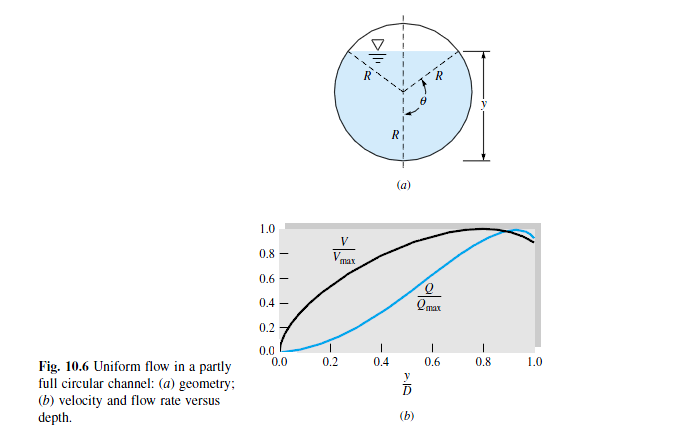 R
R
θ
y
R
(a)
1.0
V
Vmax
0.8
0.6
Q
Qmax
0.4
0.2
0.0
0.0
0.2
0.4
0.6
0.8
1.0
y
D
(b)
Fig. 10.6 Uniform flow in a partly
full circular channel: (a) geometry;
(b) velocity and flow rate versus
depth.